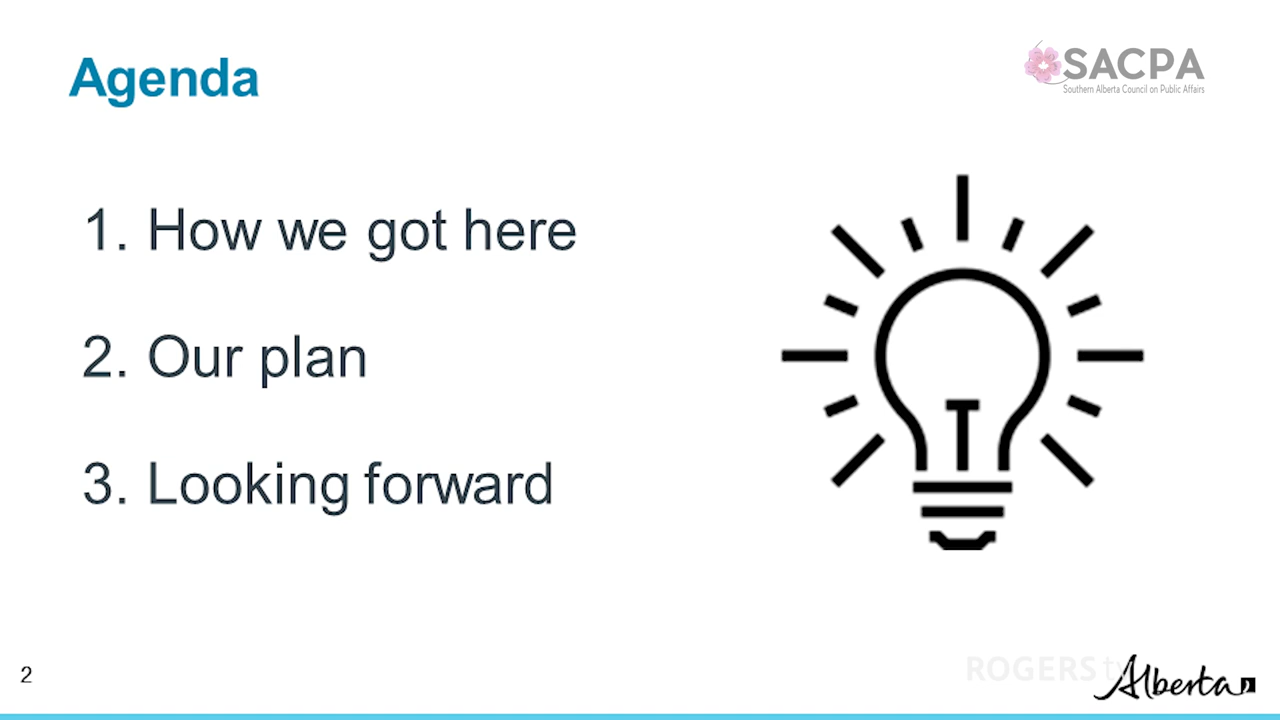 Agenda
SACPA
Southern Alberta Council on Public Affairs
1. How we got here
2. Our plan
3. Looking forward
2
ROGERS tv
Alberta